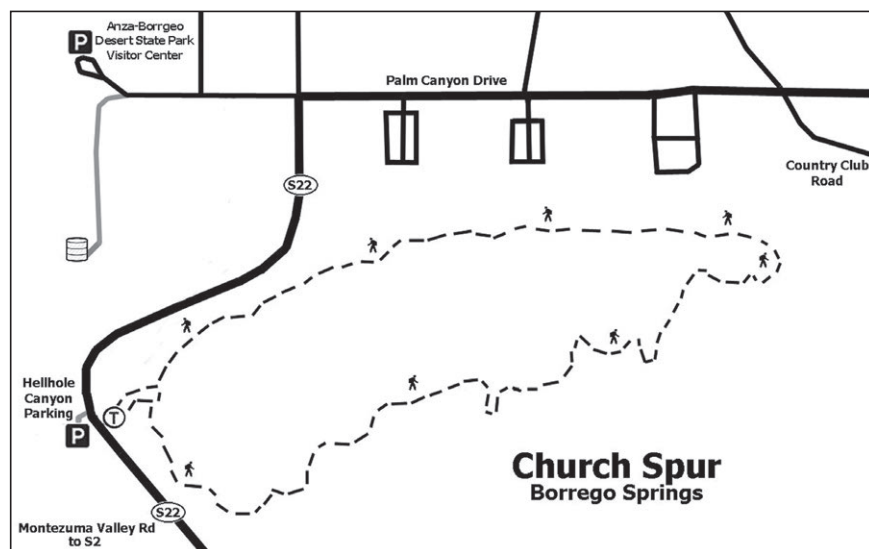 Anza-Borrgeo
Desert State Park
Visitor Center
P
Palm Canyon Drive
Country Club
Road
S22
Hellhole
Canyon
Parking
T
P
Church Spur
Borrego Springs
S22
Montezuma Valley Rd
to S2